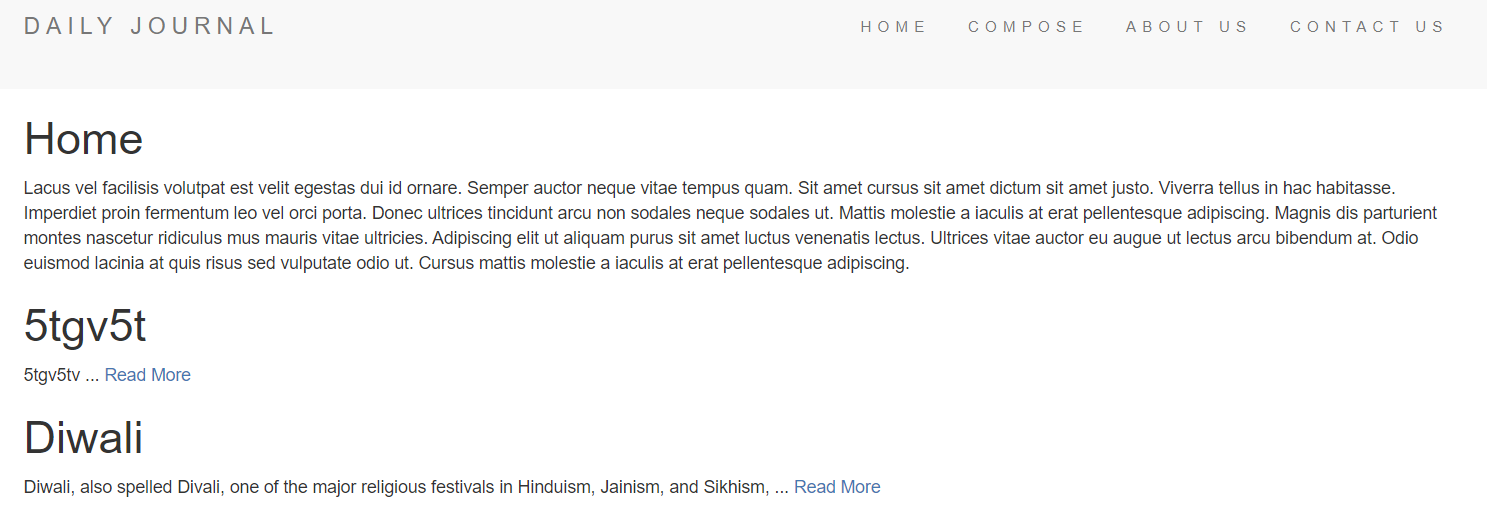 DAILY JOURNAL
HOME COMPOSE ABOUT US CONTACT US
Home
Lacus vel facilisis volutpat est velit egestas dui id ornare. Semper auctor neque vitae tempus quam. Sit amet cursus sit amet dictum sit amet justo. Viverra tellus in hac habitasse.
Imperdiet proin fermentum leo vel orci porta. Donec ultrices tincidunt arcu non sodales neque sodales ut. Mattis molestie a iaculis at erat pellentesque adipiscing. Magnis dis parturient
montes nascetur ridiculus mus mauris vitae ultricies. Adipiscing elit ut aliquam purus sit amet luctus venenatis lectus. Ultrices vitae auctor eu augue ut lectus arcu bibendum at. Odio
euismod lacinia at quis risus sed vulputate odio ut. Cursus mattis molestie a iaculis at erat pellentesque adipiscing.
5tgv5t
5tgv5tv ... Read More
Diwali
Diwali, also spelled Divali, one of the major religious festivals in Hinduism, Jainism, and Sikhism, ... Read More